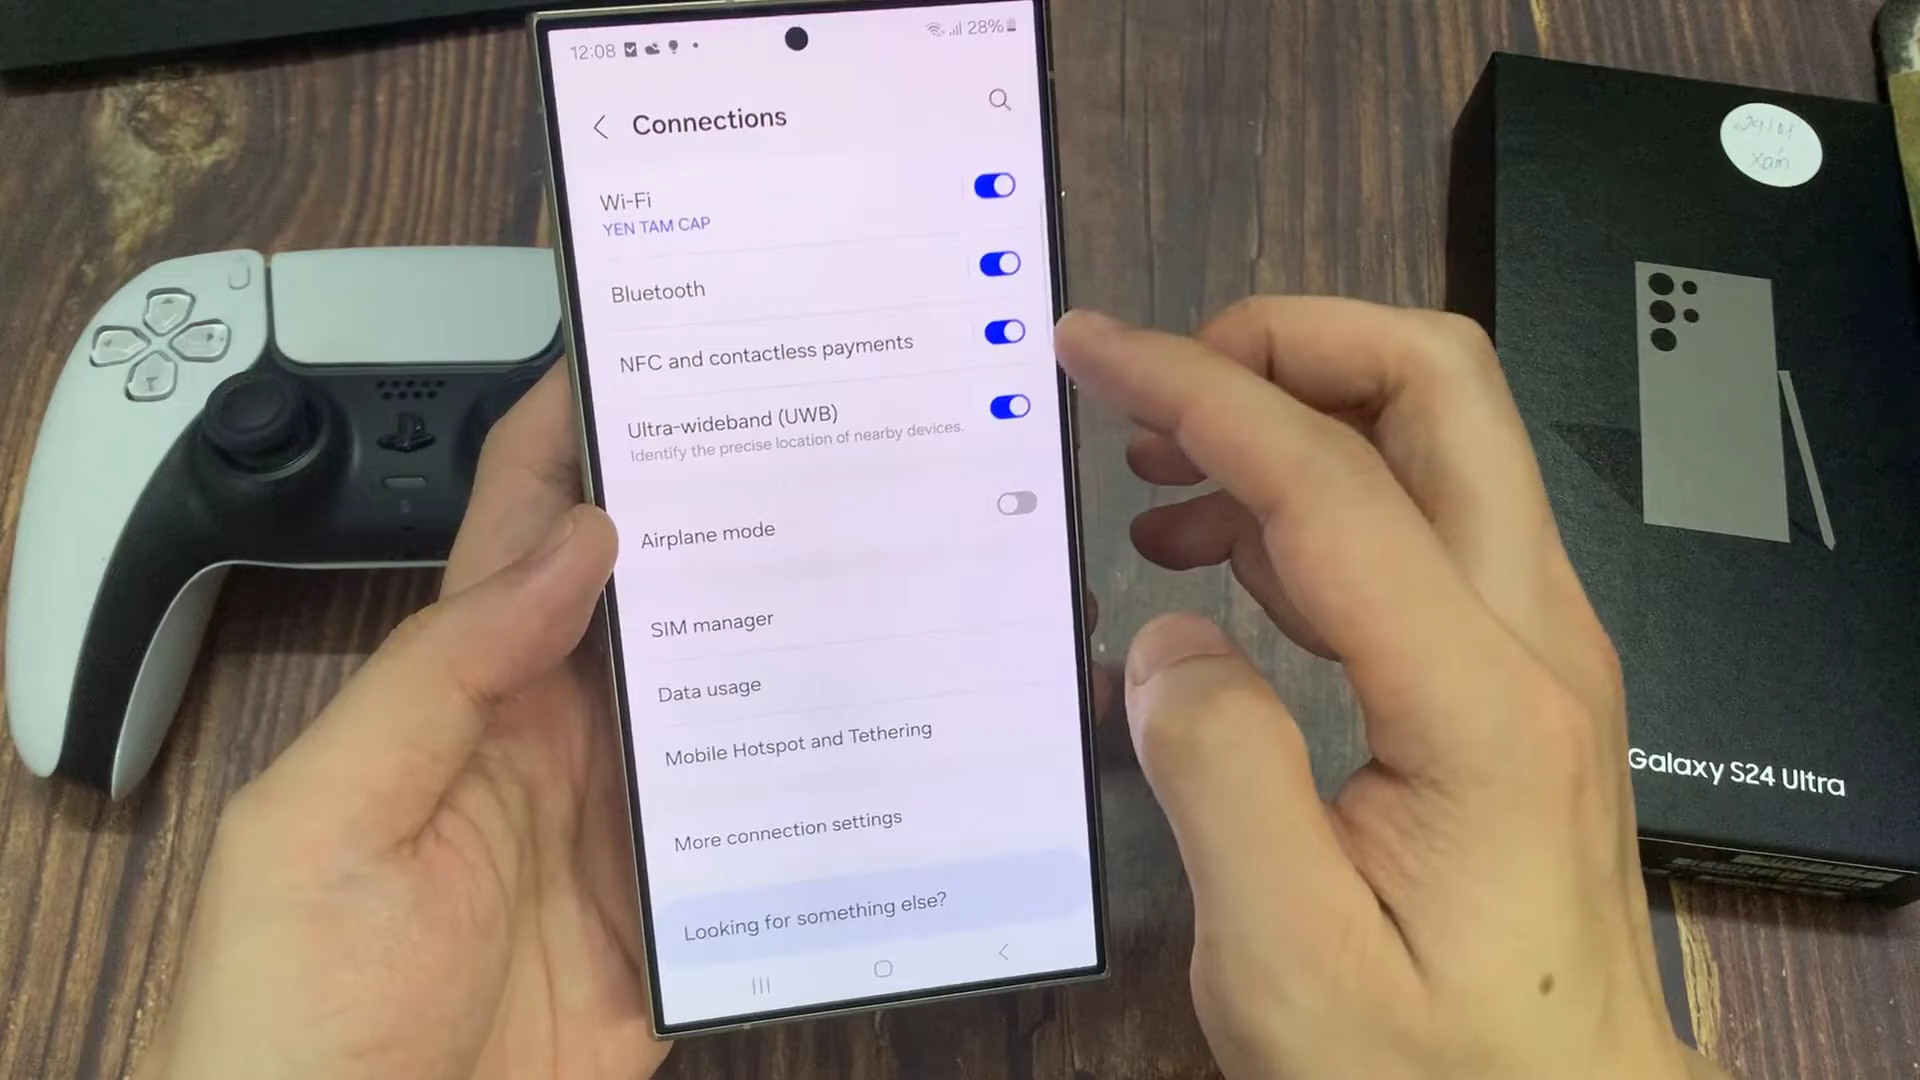 12:08
28%
Connections
Wi-Fi
YEN TAM CAP
Bluetooth
NFC and contactless payments
Ultra-wideband (UWB)
Identify the precise location of nearby devices.
Airplane mode
SIM manager
Data usage
Mobile Hotspot and Tethering
More connection settings
Looking for something else?
xám
Galaxy S24 Ultra